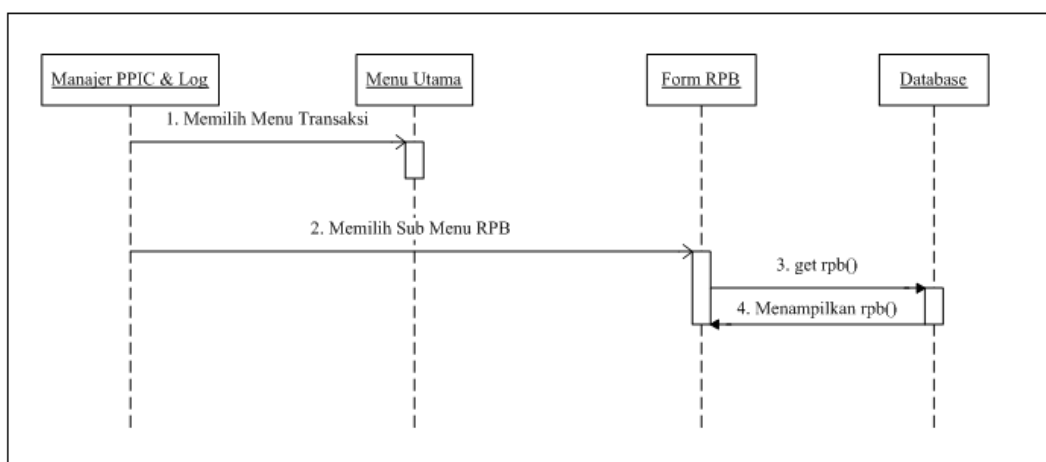 Manajer PPIC & Log
Menu Utama
Form RPB
Database
1. Memilih Menu Transaksi
2. Memilih Sub Menu RPB
3. get rpb()
4. Menampilkan rpb()